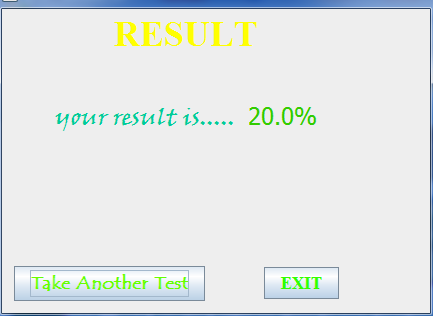 RESULT
your result is..... 20.0%
Take Another Test EXIT